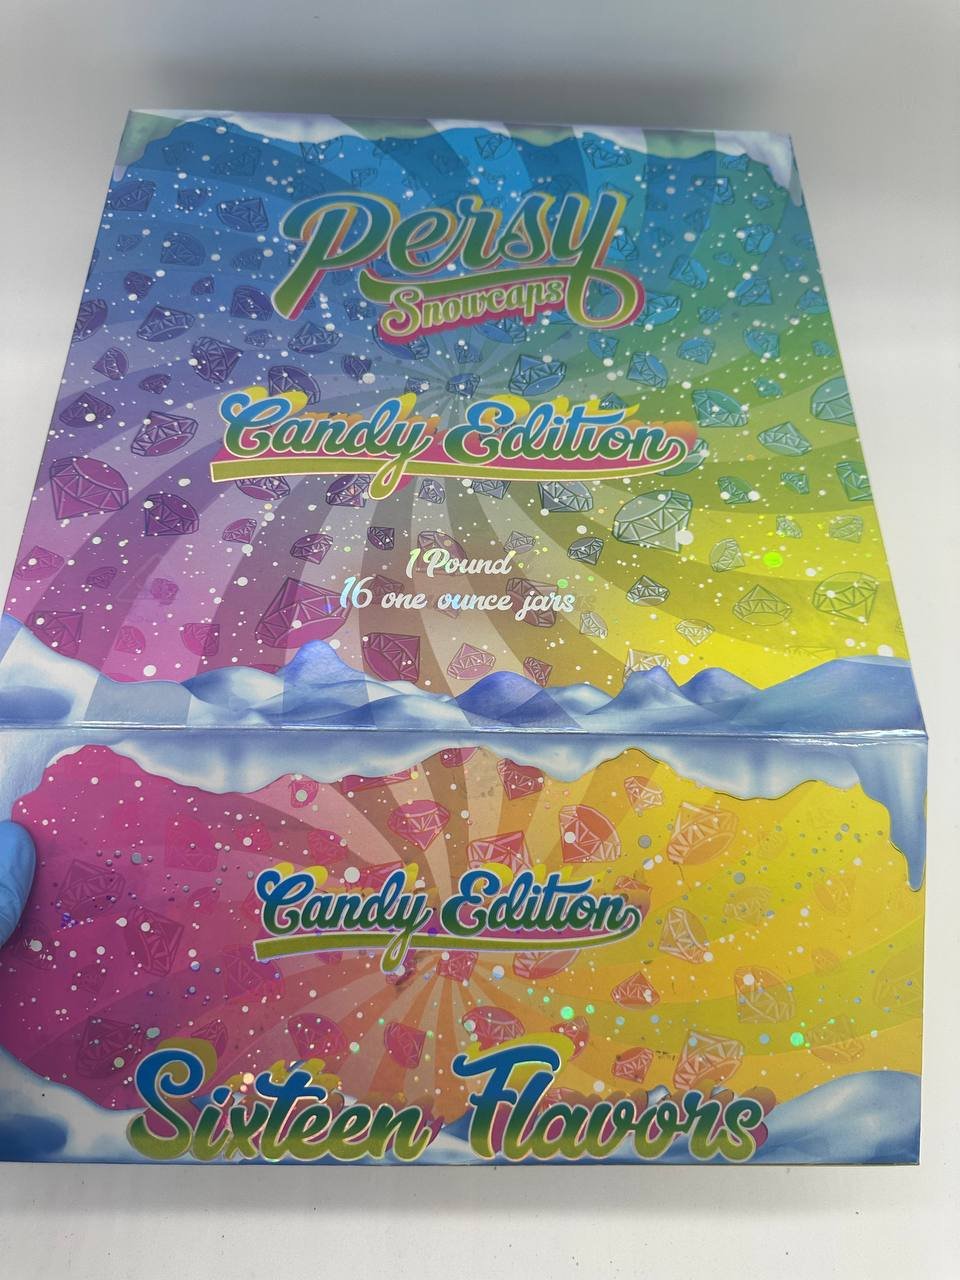 Persy
Snowcaps
Candy Edition
1 Pound
16 one ounce jars
Candy Edition
Sixteen Flavors